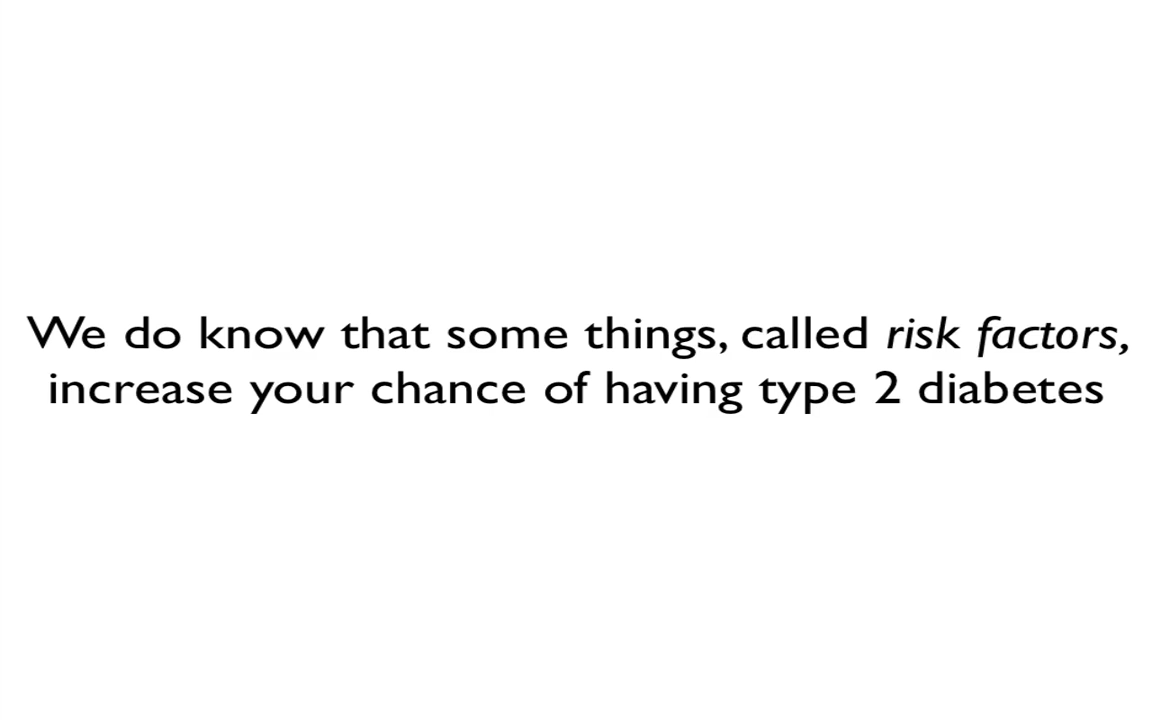 We do know that some things, called risk factors,
increase your chance of having type 2 diabetes